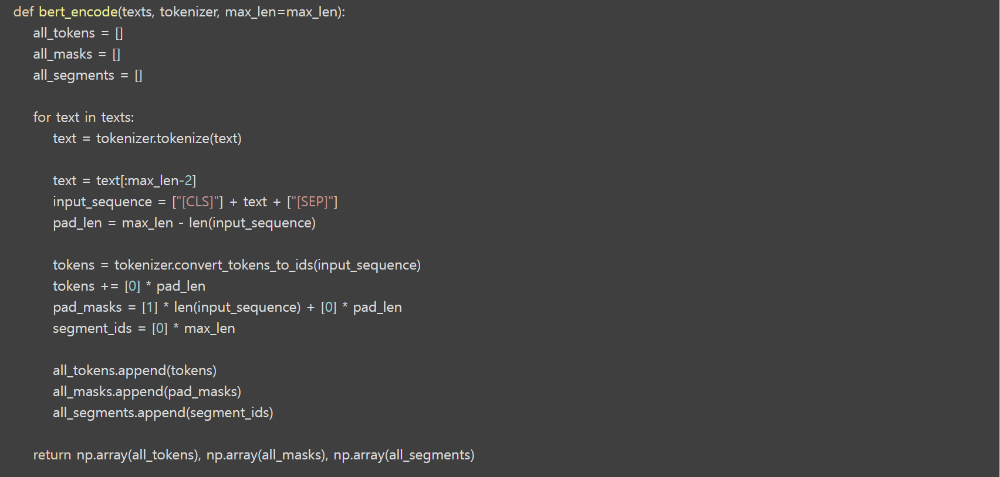 def bert_encode(texts, tokenizer, max_len=max_len):
    all_tokens = []
    all_masks = []
    all_segments = []

    for text in texts:
        text = tokenizer.tokenize(text)

        text = text[:max_len-2]
        input_sequence = ["[CLS]"] + text + ["[SEP]"]
        pad_len = max_len - len(input_sequence)

        tokens = tokenizer.convert_tokens_to_ids(input_sequence)
        tokens += [0] * pad_len
        pad_masks = [1] * len(input_sequence) + [0] * pad_len
        segment_ids = [0] * max_len

        all_tokens.append(tokens)
        all_masks.append(pad_masks)
        all_segments.append(segment_ids)

    return np.array(all_tokens), np.array(all_masks), np.array(all_segments)